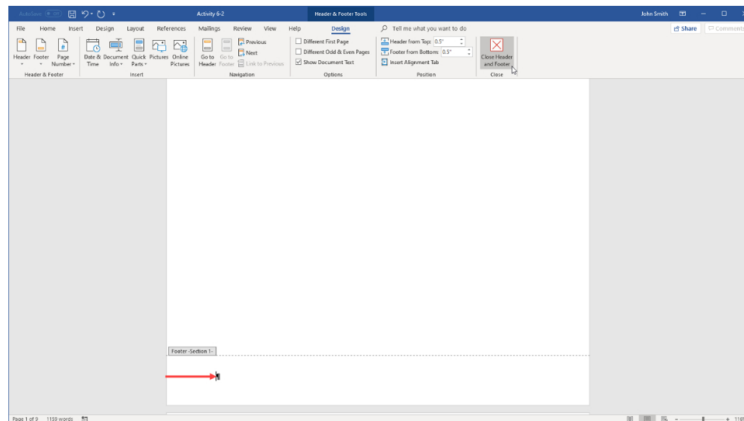 AutoSave Activity 6-2 Header & Footer Tools John Smith
File Home Insert Design Layout References Mailings Review View Help Design Tell me what you want to do Share Comments
Header Footer Page Number Date & Time Document Info Quick Parts Pictures Online Pictures Go to Header Go to Footer Previous Next Link to Previous Different First Page Different Odd & Even Pages Show Document Text Header from Top: 0.5" Footer from Bottom: 0.5" Insert Alignment Tab Close Header and Footer
Header & Footer Insert Navigation Options Position Close
Footer -Section 1-
Page 1 of 3 1103 words